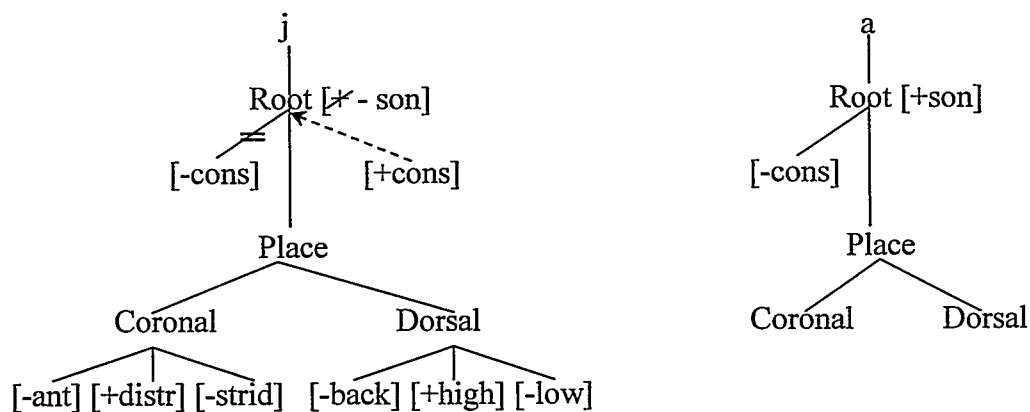 j a
Root [+ - son] Root [+son]
[-cons] [+cons] [-cons]
Place Place
Coronal Dorsal Coronal Dorsal
[-ant] [+distr] [-strid] [-back] [+high] [-low]